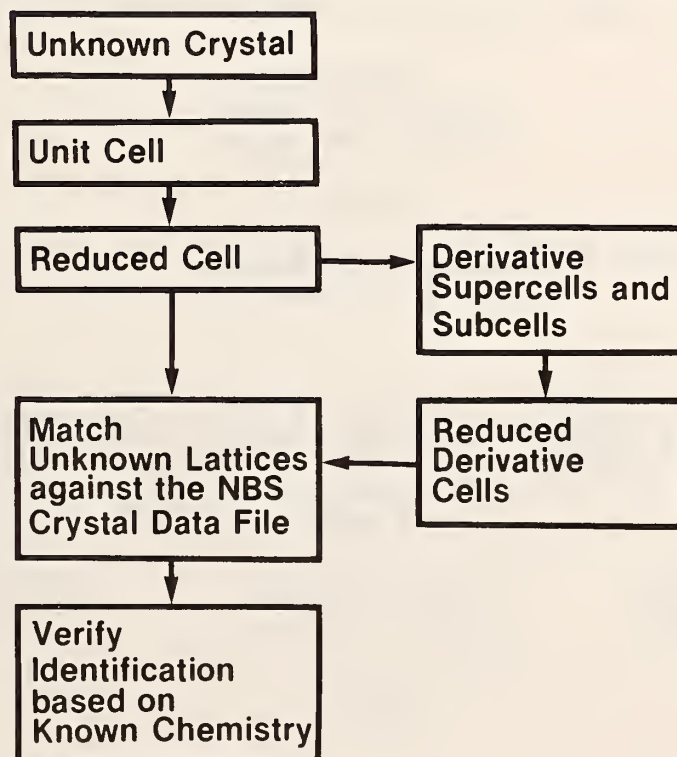 Unknown Crystal
Unit Cell
Reduced Cell
Derivative
Supercells and
Subcells
Match
Unknown Lattices
against the NBS
Crystal Data File
Reduced
Derivative
Cells
Verify
Identification
based on
Known Chemistry